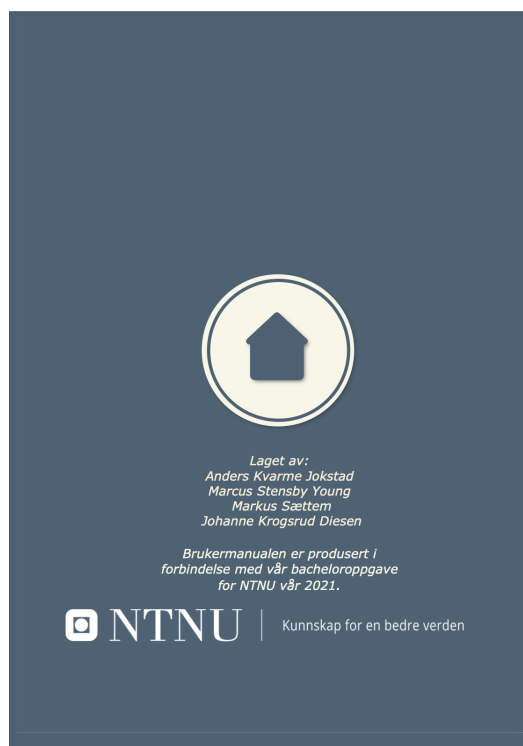 Laget av:
Anders Kvarme Jokstad
Marcus Stensby Young
Markus Sættem
Johanne Krogsrud Diesen
Brukermanualen er produsert i
forbindelse med vår bacheloroppgave
for NTNU vår 2021.
NTNU | Kunnskap for en bedre verden